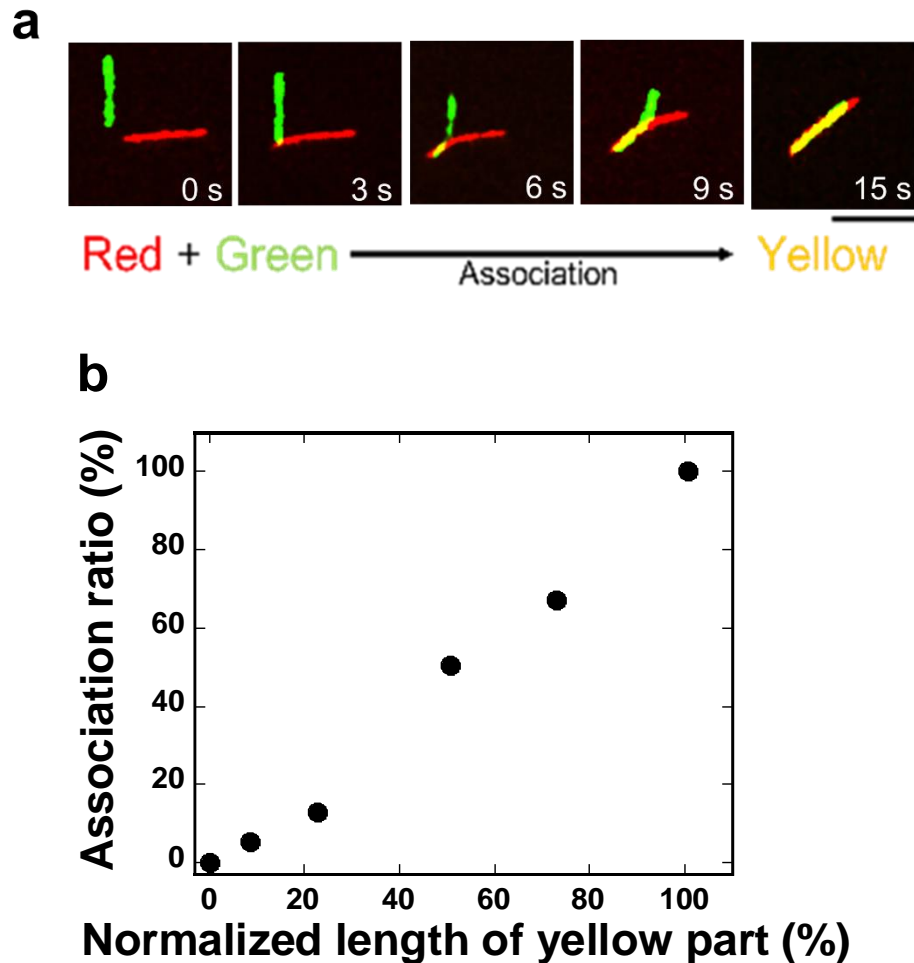 a
0 s
3 s
6 s
9 s
15 s
Red + Green
Association
Yellow
b
Association ratio (%)
100
80
60
40
20
0
0 20 40 60 80 100
Normalized length of yellow part (%)